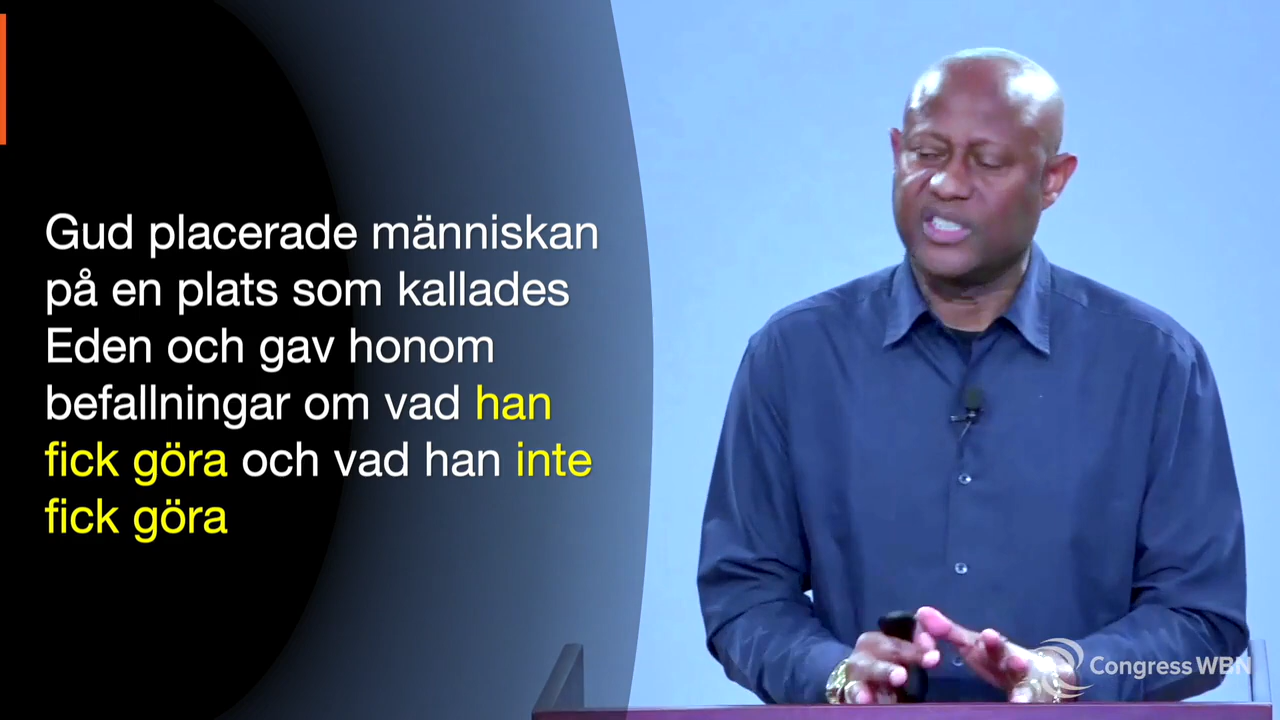 Gud placerade människan
på en plats som kallades
Eden och gav honom
befallningar om vad han
fick göra och vad han inte
fick göra
Congress WBN